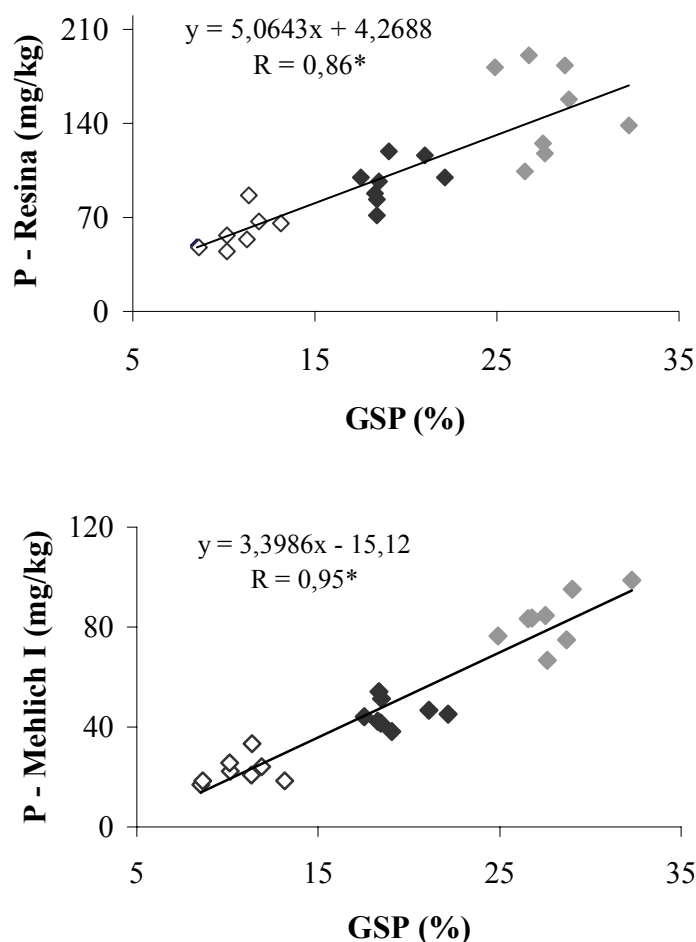 210
140
70
0
P - Resina (mg/kg)
y = 5,0643x + 4,2688
R = 0,86*
5 15 25 35
GSP (%)
120
80
40
0
P - Mehlich I (mg/kg)
y = 3,3986x - 15,12
R = 0,95*
5 15 25 35
GSP (%)